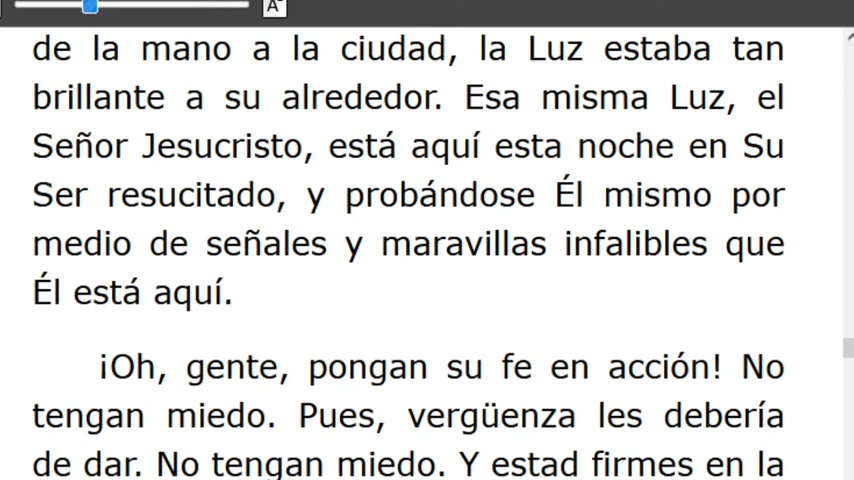 A
de la mano a la ciudad, la Luz estaba tan
brillante a su alrededor. Esa misma Luz, el
Señor Jesucristo, está aquí esta noche en Su
Ser resucitado, y probándose Él mismo por
medio de señales y maravillas infalibles que
Él está aquí.
¡Oh, gente, pongan su fe en acción! No
tengan miedo. Pues, vergüenza les debería
de dar. No tengan miedo. Y estad firmes en la